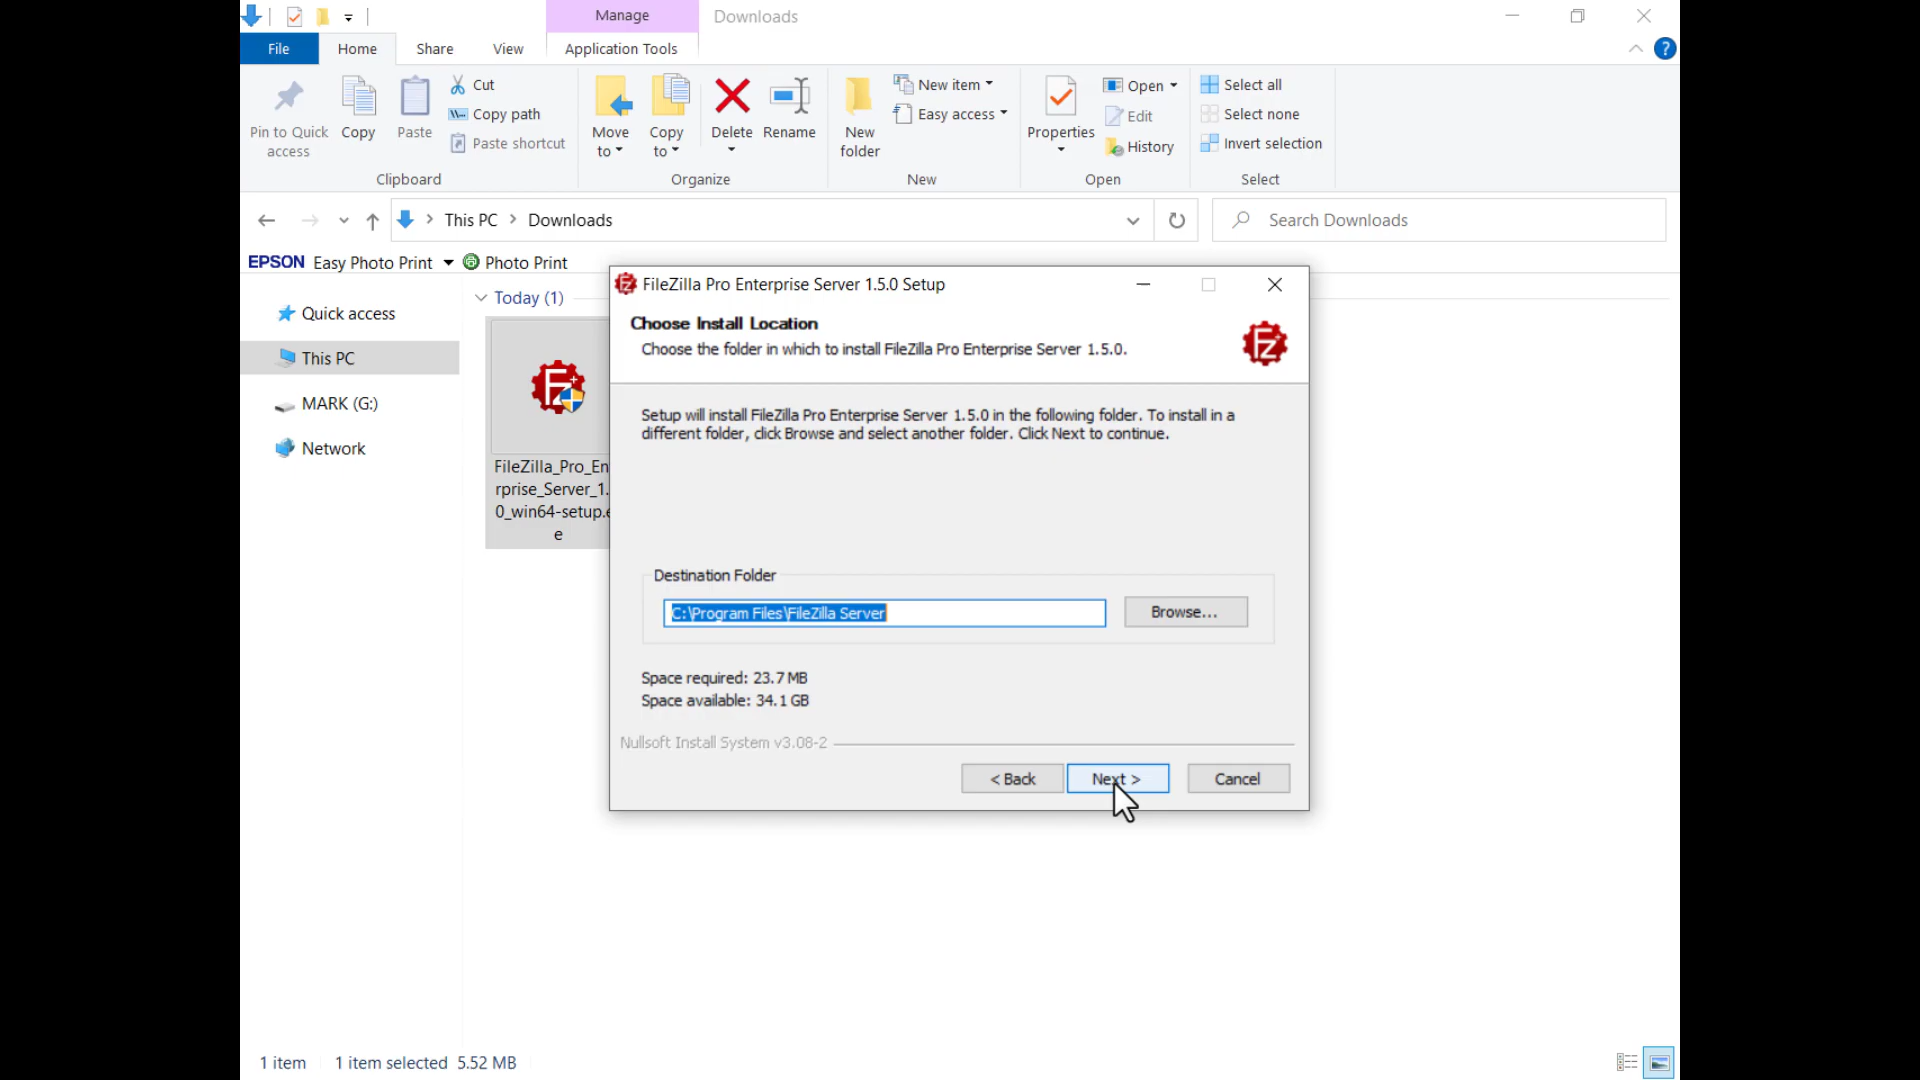 Manage
Downloads
File
Home
Share
View
Application Tools
Pin to Quick
access
Copy
Paste
Cut
Copy path
Paste shortcut
Clipboard
Move
to
Copy
to
Delete
Rename
Organize
New
folder
New item
Easy access
New
Properties
Open
Edit
History
Open
Select all
Select none
Invert selection
Select
This PC > Downloads
Search Downloads
EPSON Easy Photo Print
Photo Print
Quick access
This PC
MARK (G:)
Network
Today (1)
FileZilla_Pro_En
rprise_Server_1.
0_win64-setup.e
e
FileZilla Pro Enterprise Server 1.5.0 Setup
Choose Install Location
Choose the folder in which to install FileZilla Pro Enterprise Server 1.5.0.
Setup will install FileZilla Pro Enterprise Server 1.5.0 in the following folder. To install in a
different folder, click Browse and select another folder. Click Next to continue.
Destination Folder
C:\Program Files\FileZilla Server
Browse...
Space required: 23.7 MB
Space available: 34.1 GB
Nullsoft Install System v3.08-2
< Back
Next >
Cancel
1 item
1 item selected 5.52 MB